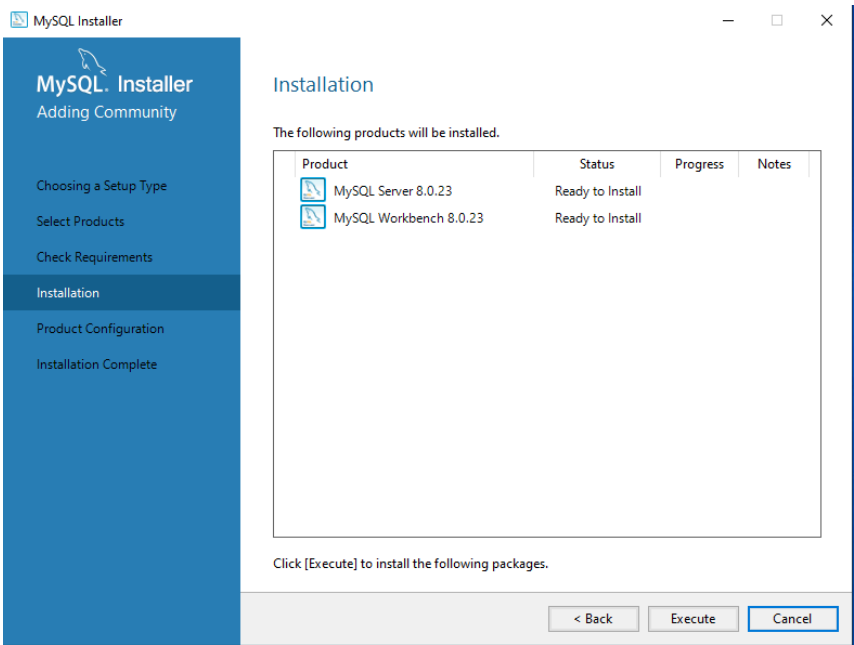 MySQL Installer
MySQL. Installer
Adding Community
Choosing a Setup Type
Select Products
Check Requirements
Installation
Product Configuration
Installation Complete
Installation
The following products will be installed.
Product Status Progress Notes
MySQL Server 8.0.23 Ready to Install
MySQL Workbench 8.0.23 Ready to Install
Click [Execute] to install the following packages.
< Back Execute Cancel